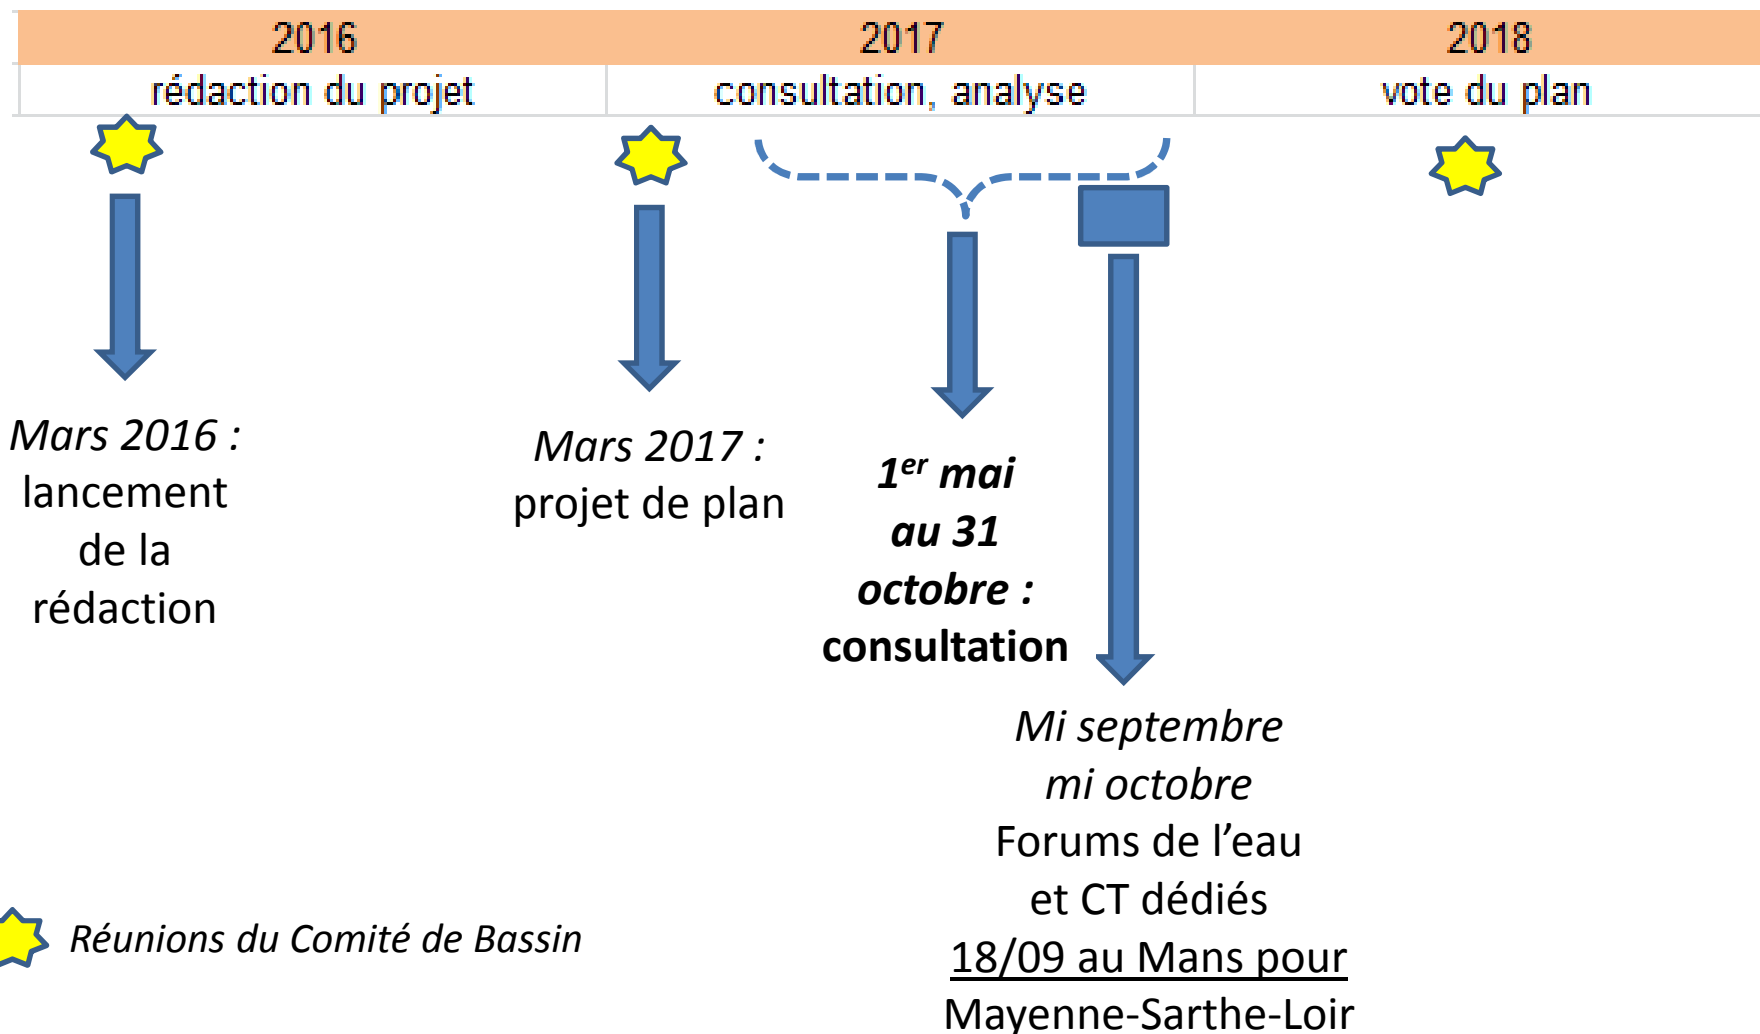 2016 2017 2018
rédaction du projet consultation, analyse vote du plan
Mars 2016 :
lancement
de la
rédaction
Mars 2017 :
projet de plan
1er mai
au 31
octobre :
consultation
Mi septembre
mi octobre
Forums de l’eau
et CT dédiés
18/09 au Mans pour
Mayenne-Sarthe-Loir
Réunions du Comité de Bassin